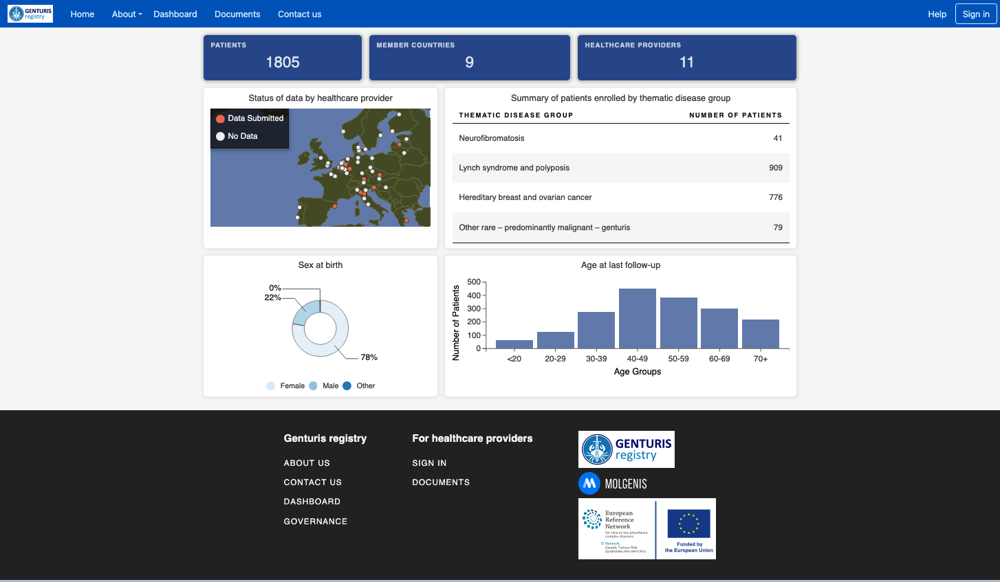 GENTURIS
registry
Home
About
Dashboard
Documents
Contact us
Help
Sign in
PATIENTS
1805
MEMBER COUNTRIES
9
HEALTHCARE PROVIDERS
11
Status of data by healthcare provider
Data Submitted
No Data
Summary of patients enrolled by thematic disease group
THEMATIC DISEASE GROUP NUMBER OF PATIENTS
Neurofibromatosis 41
Lynch syndrome and polyposis 909
Hereditary breast and ovarian cancer 776
Other rare – predominantly malignant – genturis 79
Sex at birth
0%
22%
78%
Female Male Other
Age at last follow-up
Number of Patients
500
400
300
200
100
0
<20 20-29 30-39 40-49 50-59 60-69 70+
Age Groups
Genturis registry
ABOUT US
CONTACT US
DASHBOARD
GOVERNANCE
For healthcare providers
SIGN IN
DOCUMENTS
GENTURIS
registry
MOLGENIS
European
Reference
Network
for rare or low prevalence
complex diseases
Network
Genetic Tumour Risk
Syndromes (ERN GENTURIS)
Funded by
the European Union